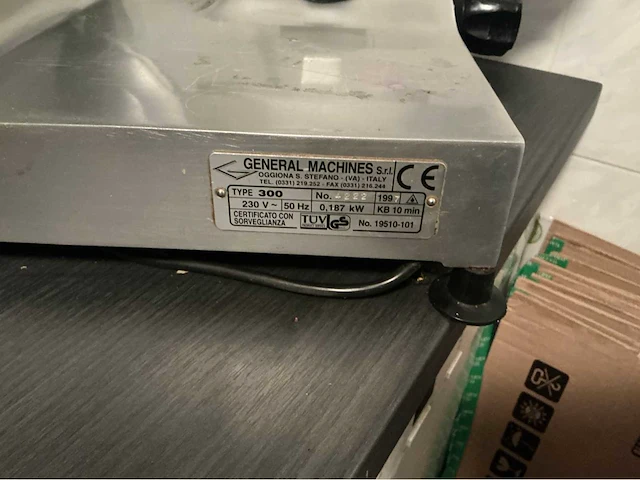 GENERAL MACHINES S.r.l.
OGGIONA S. STEFANO - (VA) - ITALY
TEL. (0331) 219.252 - FAX (0331) 216.244
CE
TYPE 300 No. 199
230 V ~ 50 Hz 0,187 kW KB 10 min
CERTIFICATO CON
SORVEGLIANZA
TÜV GS No. 19510-101